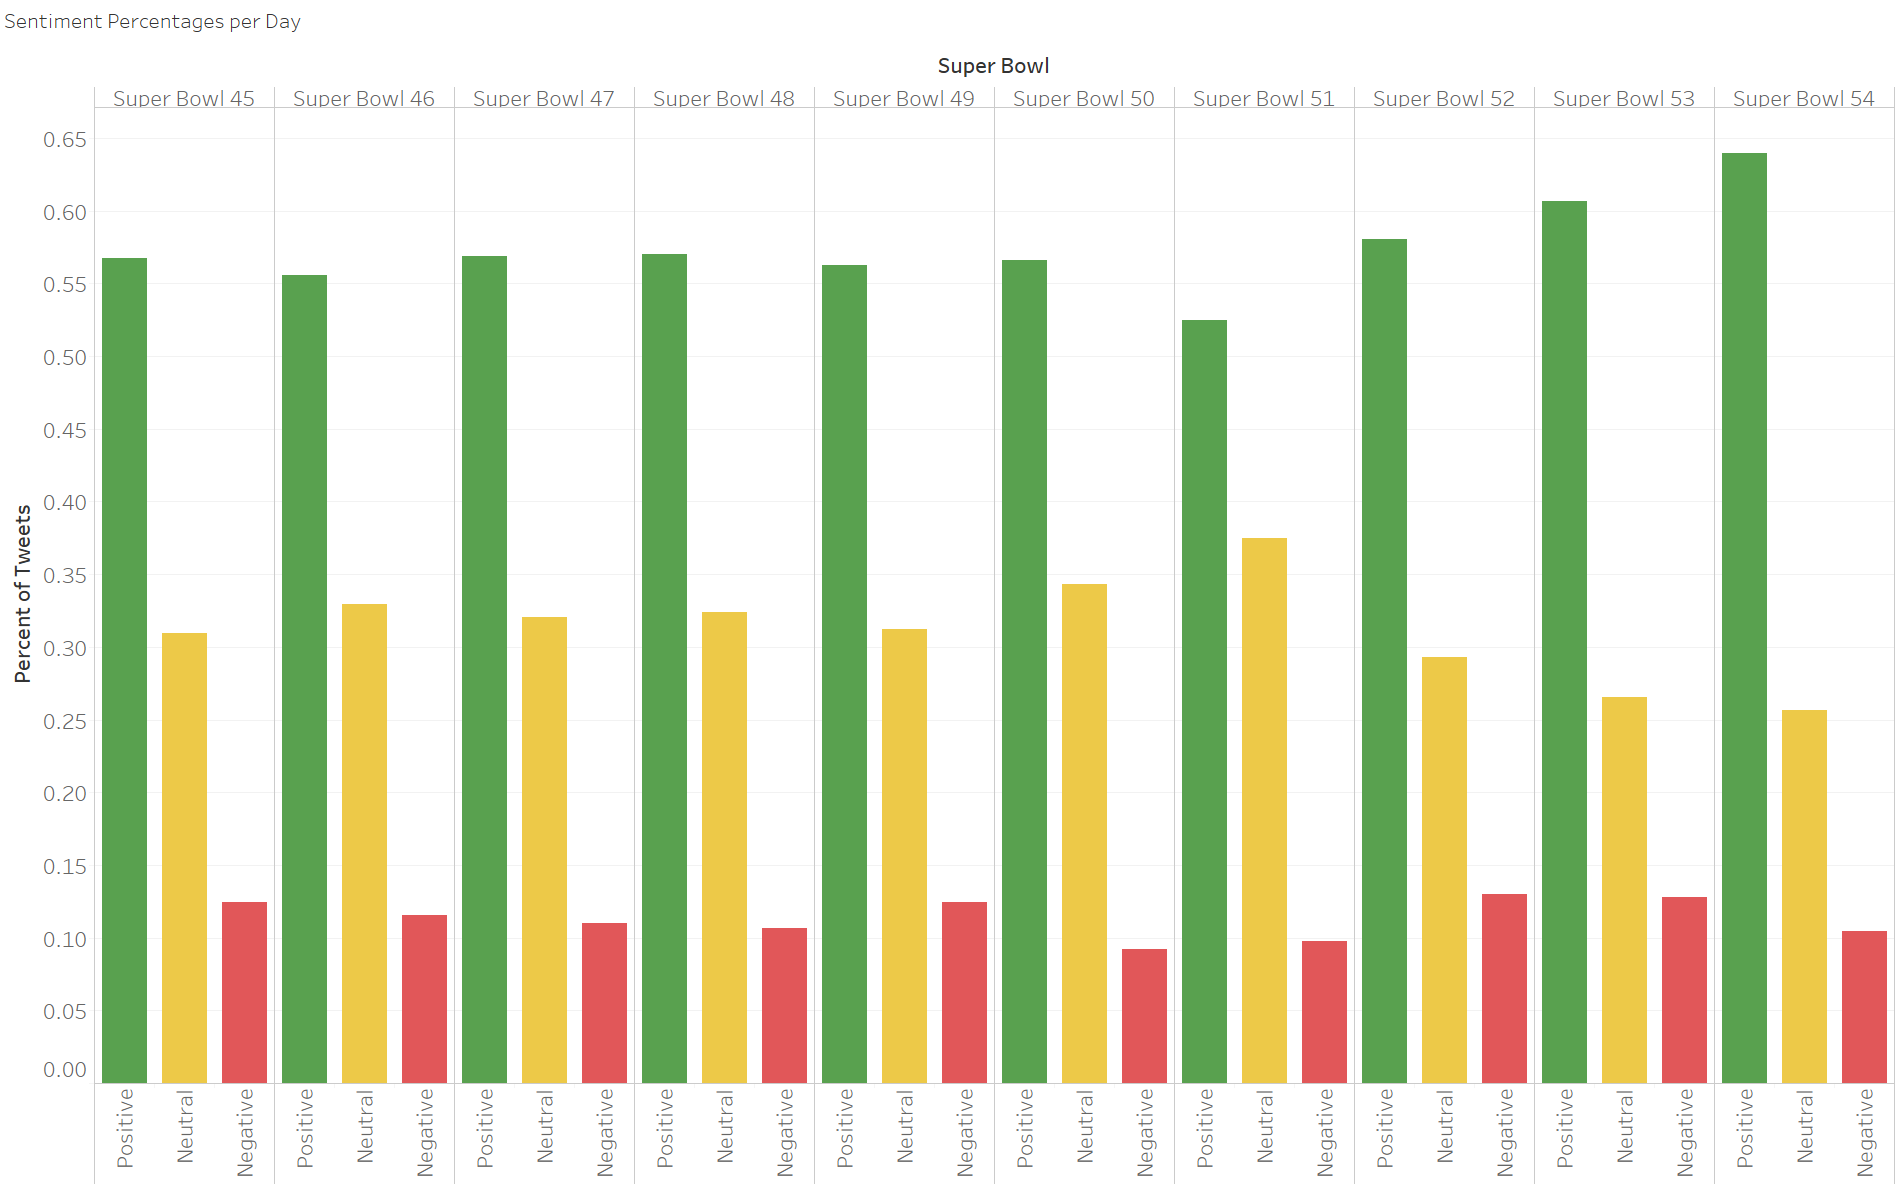 Sentiment Percentages per Day
Super Bowl
Super Bowl 45 Super Bowl 46 Super Bowl 47 Super Bowl 48 Super Bowl 49 Super Bowl 50 Super Bowl 51 Super Bowl 52 Super Bowl 53 Super Bowl 54
Percent of Tweets
0.65
0.60
0.55
0.50
0.45
0.40
0.35
0.30
0.25
0.20
0.15
0.10
0.05
0.00
Positive Neutral Negative Positive Neutral Negative Positive Neutral Negative Positive Neutral Negative Positive Neutral Negative Positive Neutral Negative Positive Neutral Negative Positive Neutral Negative Positive Neutral Negative Positive Neutral Negative